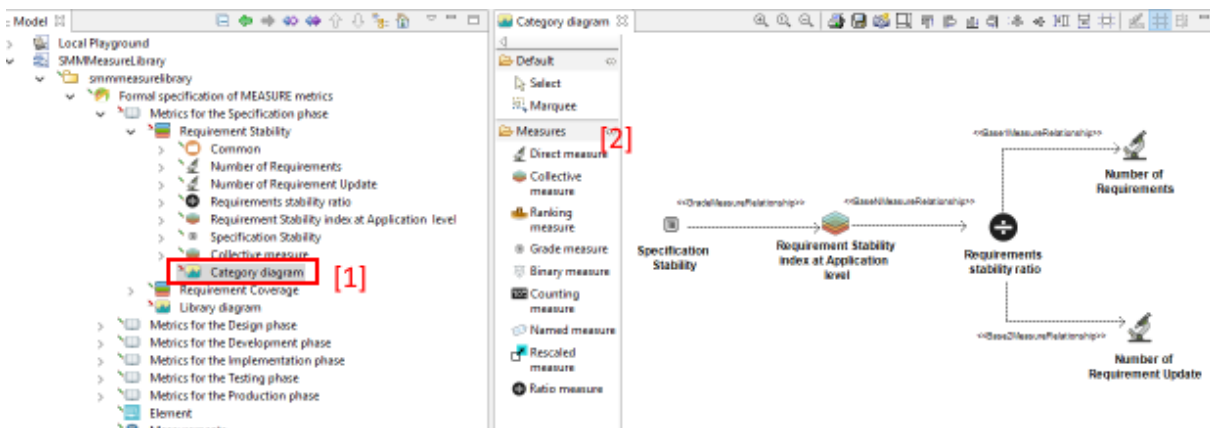 : Model
Local Playground
SMMMeasureLibrary
smmmeasurelibrary
Formal specification of MEASURE metrics
Metrics for the Specification phase
Requirement Stability
Common
Number of Requirements
Number of Requirement Update
Requirements stability ratio
Requirement Stability index at Application level
Specification Stability
Collective measure
Category diagram
[1]
Requirement Coverage
Library diagram
Metrics for the Design phase
Metrics for the Development phase
Metrics for the Implementation phase
Metrics for the Testing phase
Metrics for the Production phase
Element
Category diagram
Default
Select
Marquee
Measures
[2]
Direct measure
Collective
measure
Ranking
measure
Grade measure
Binary measure
Counting
measure
Named measure
Rescaled
measure
Ratio measure
<<GradeMeasureRelationship>>
Specification
Stability
<<BaseNMeasureRelationship>>
Requirement Stability
index at Application
level
Requirements
stability ratio
<<Base1MeasureRelationship>>
Number of
Requirements
<<Base2MeasureRelationship>>
Number of
Requirement Update